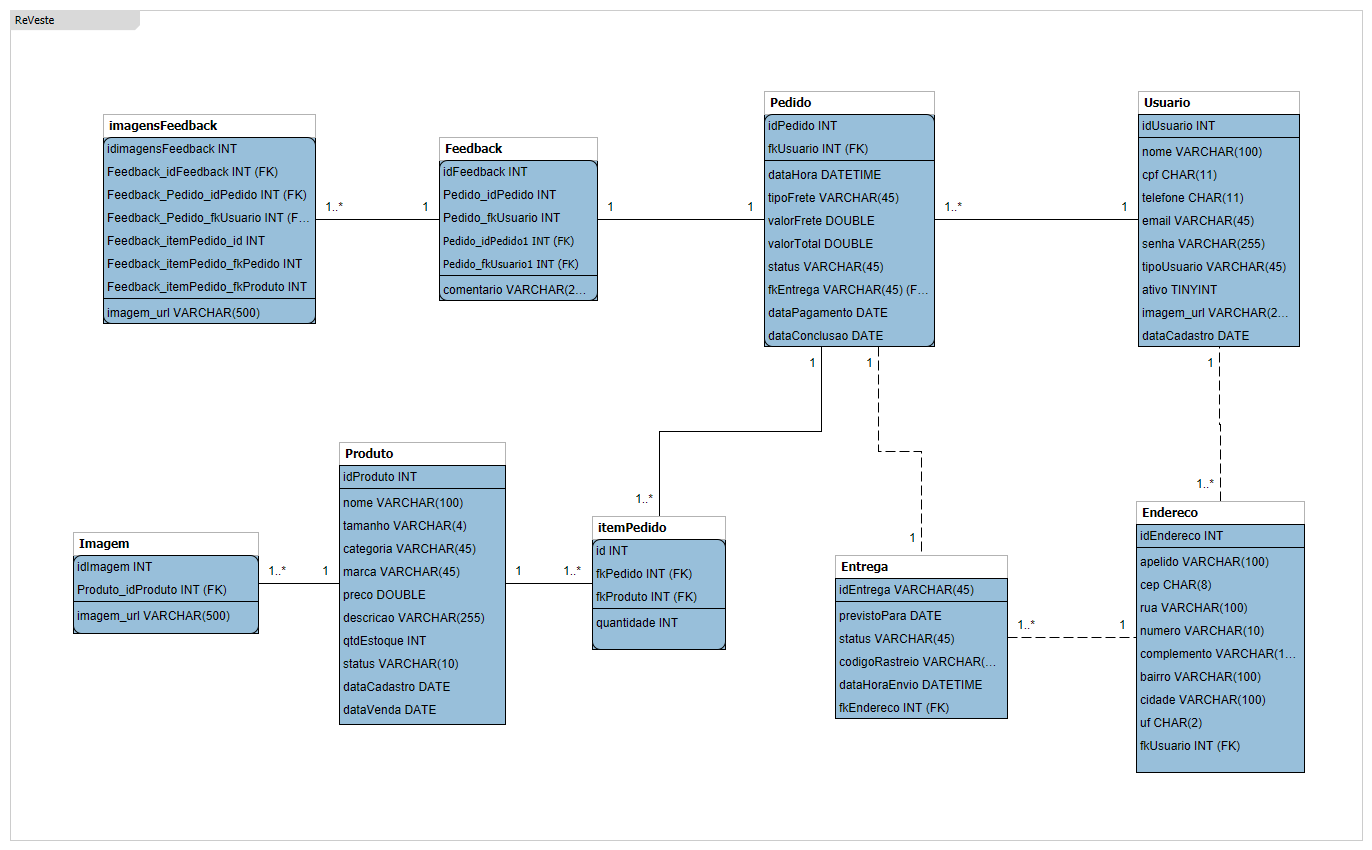 ReVeste
imagensFeedback
idimagensFeedback INT
Feedback_idFeedback INT (FK)
Feedback_Pedido_idPedido INT (FK)
Feedback_Pedido_fkUsuario INT (F...
Feedback_itemPedido_id INT
Feedback_itemPedido_fkPedido INT
Feedback_itemPedido_fkProduto INT
imagem_url VARCHAR(500)
1..*
1
Feedback
idFeedback INT
Pedido_idPedido INT
Pedido_fkUsuario INT
Pedido_idPedido1 INT (FK)
Pedido_fkUsuario1 INT (FK)
comentario VARCHAR(2...
1
1
Pedido
idPedido INT
fkUsuario INT (FK)
dataHora DATETIME
tipoFrete VARCHAR(45)
valorFrete DOUBLE
valorTotal DOUBLE
status VARCHAR(45)
fkEntrega VARCHAR(45) (F...
dataPagamento DATE
dataConclusao DATE
1..*
1
Usuario
idUsuario INT
nome VARCHAR(100)
cpf CHAR(11)
telefone CHAR(11)
email VARCHAR(45)
senha VARCHAR(255)
tipoUsuario VARCHAR(45)
ativo TINYINT
imagem_url VARCHAR(2...
dataCadastro DATE
1
1
1
1..*
1..*
1
Imagem
idImagem INT
Produto_idProduto INT (FK)
imagem_url VARCHAR(500)
1..*
1
Produto
idProduto INT
nome VARCHAR(100)
tamanho VARCHAR(4)
categoria VARCHAR(45)
marca VARCHAR(45)
preco DOUBLE
descricao VARCHAR(255)
qtdEstoque INT
status VARCHAR(10)
dataCadastro DATE
dataVenda DATE
1
1..*
itemPedido
id INT
fkPedido INT (FK)
fkProduto INT (FK)
quantidade INT
Entrega
idEntrega VARCHAR(45)
previstoPara DATE
status VARCHAR(45)
codigoRastreio VARCHAR(...
dataHoraEnvio DATETIME
fkEndereco INT (FK)
1..*
1
Endereco
idEndereco INT
apelido VARCHAR(100)
cep CHAR(8)
rua VARCHAR(100)
numero VARCHAR(10)
complemento VARCHAR(1...
bairro VARCHAR(100)
cidade VARCHAR(100)
uf CHAR(2)
fkUsuario INT (FK)